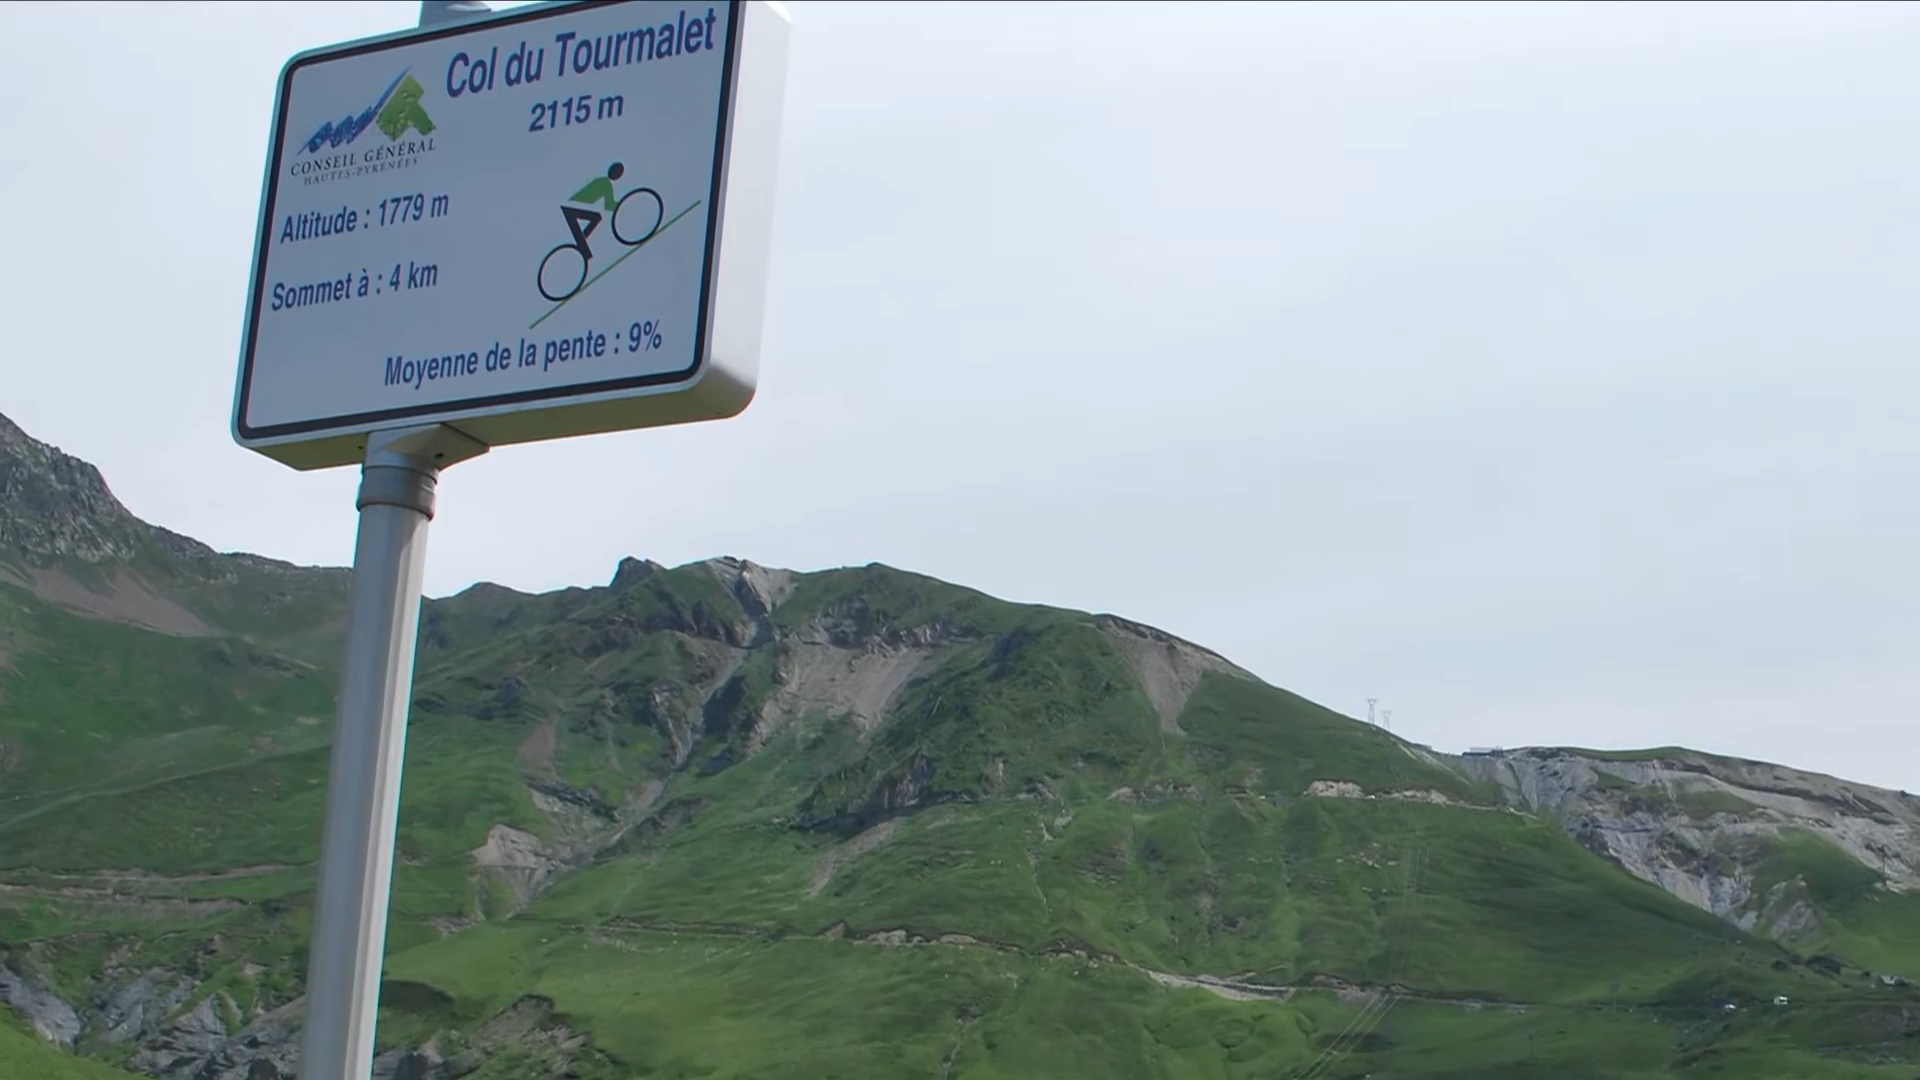 Col du Tourmalet
2115 m
CONSEIL GÉNÉRAL
HAUTES-PYRÉNÉES
Altitude : 1779 m
Sommet à : 4 km
Moyenne de la pente : 9%